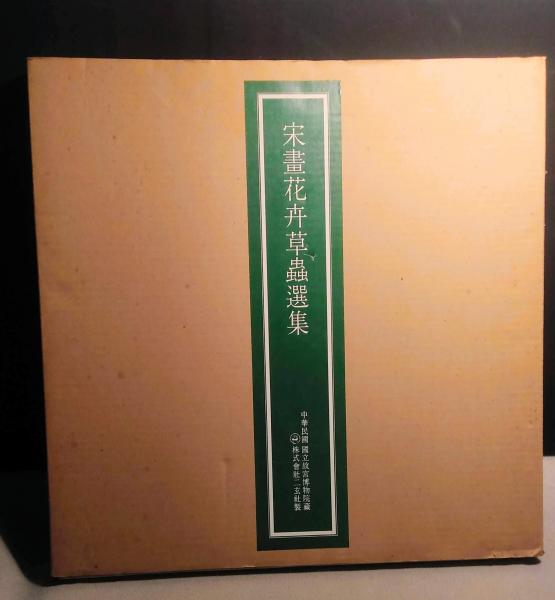 宋畫花卉草蟲選集
中華民國 國立故宮博物院藏
株式會社二玄社製